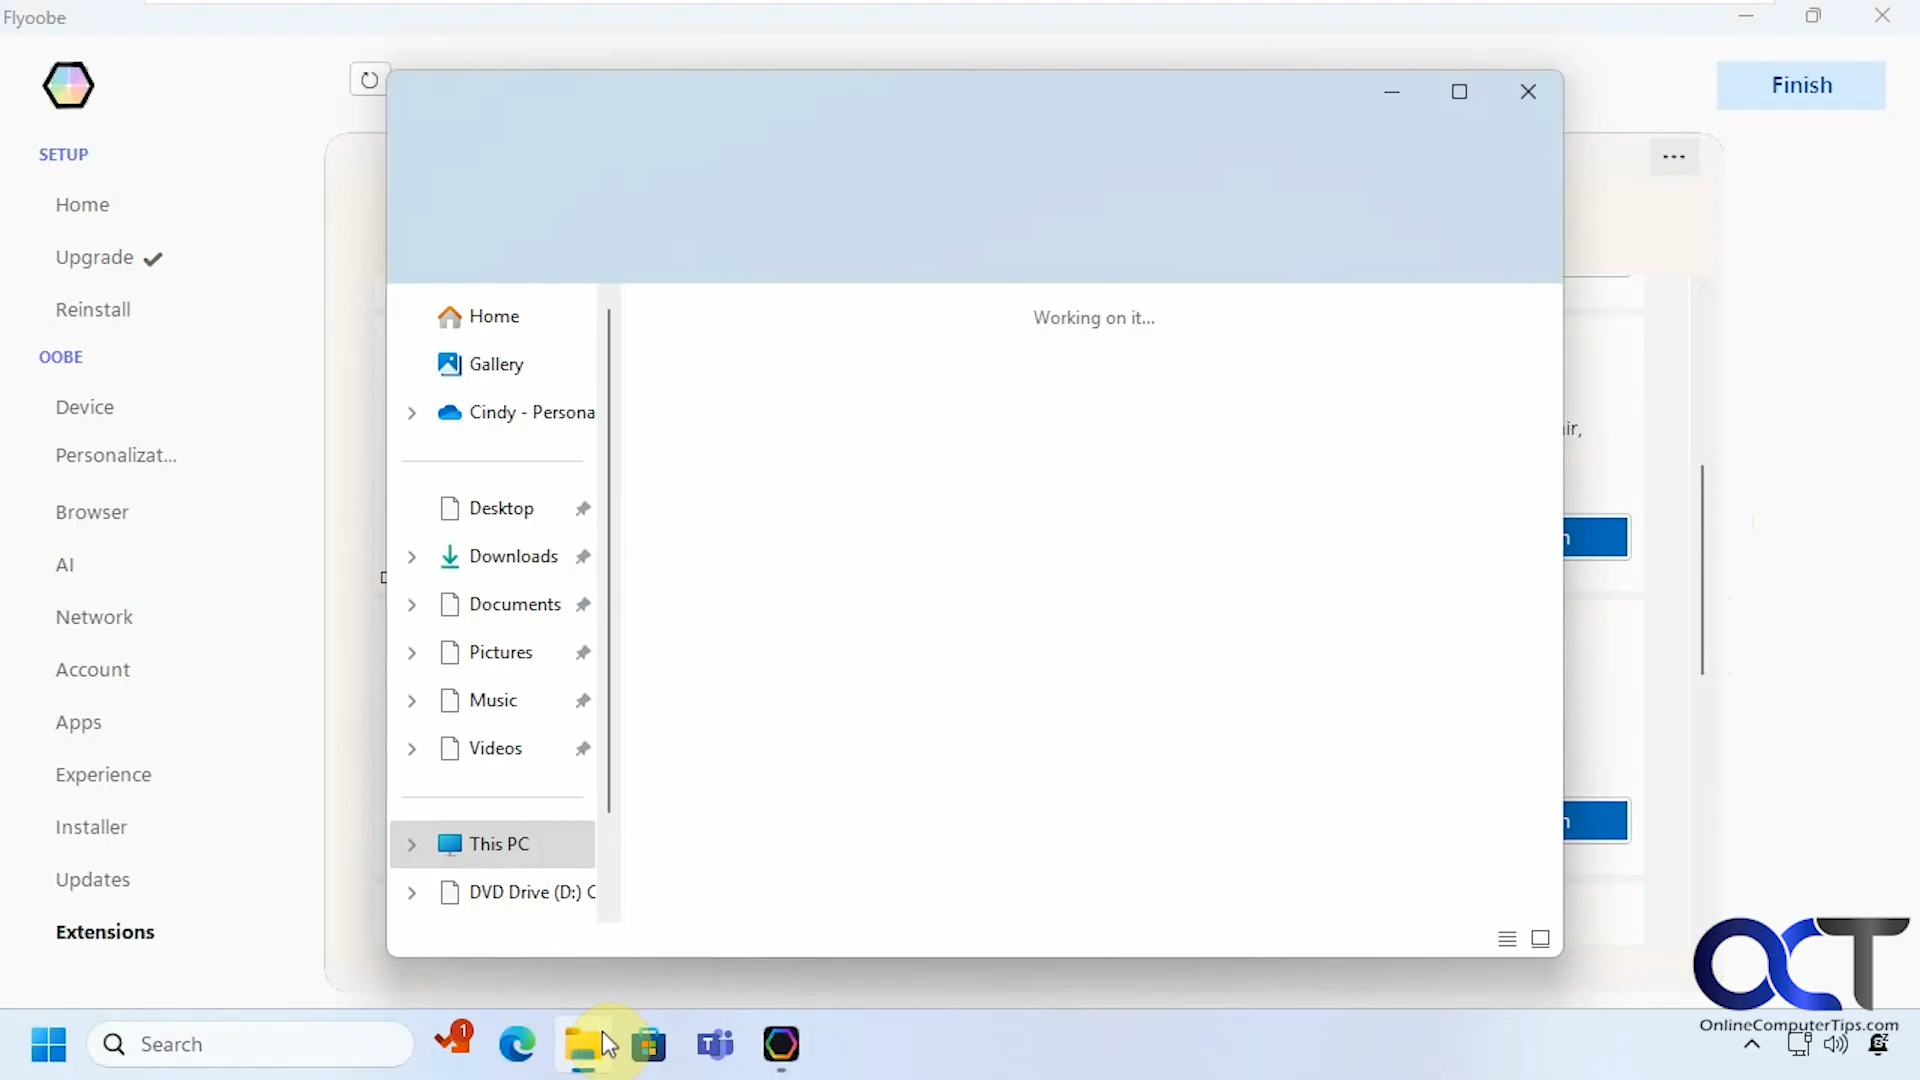 Flyoobe
Finish
SETUP
Home
Upgrade
Reinstall
OOBE
Device
Personalizat...
Browser
AI
Network
Account
Apps
Experience
Installer
Updates
Extensions
Home
Gallery
Cindy - Persona
Desktop
Downloads
Documents
Pictures
Music
Videos
This PC
DVD Drive (D:) C
Working on it...
ir,
n
n
OCT
OnlineComputerTips.com
Search
1